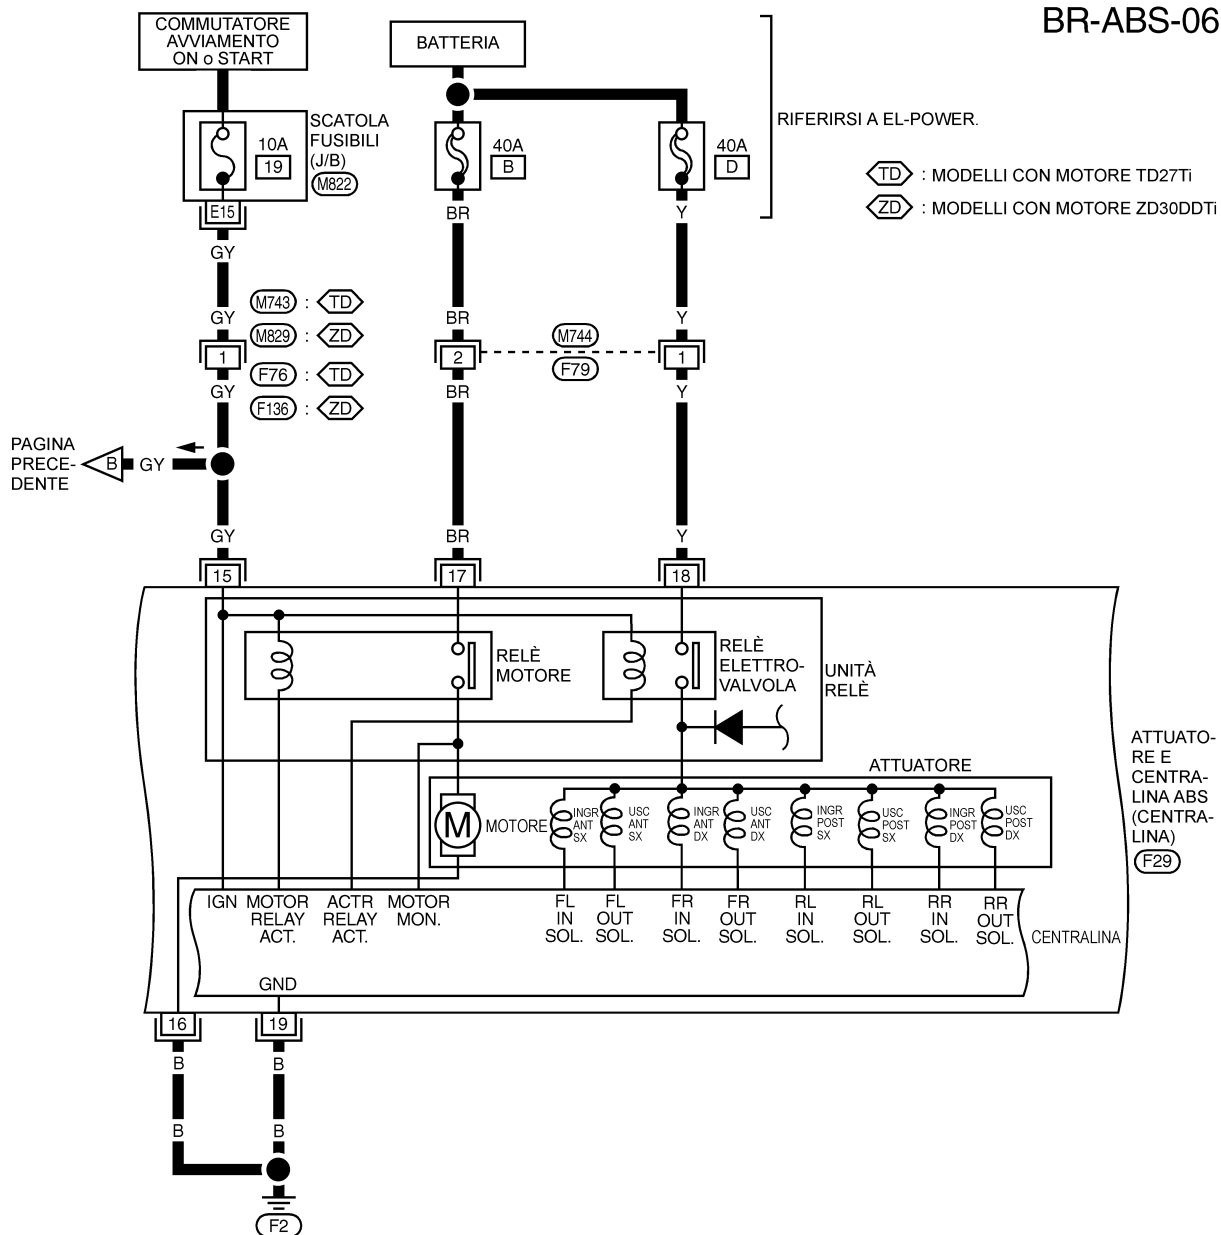 BR-ABS-06
COMMUTATORE
AVVIAMENTO
ON o START
BATTERIA
RIFERIRSI A EL-POWER.
10A
19
SCATOLA
FUSIBILI
(J/B)
M822
40A
B
40A
D
TD : MODELLI CON MOTORE TD27Ti
ZD : MODELLI CON MOTORE ZD30DDTi
E15
BR
Y
GY
M743 : TD
GY
BR
Y
M829 : ZD
M744
1
2
1
F76 : TD
F79
GY
BR
Y
F136 : ZD
PAGINA
PRECE-
DENTE
B
GY
GY
BR
Y
15
17
18
RELÈ
MOTORE
RELÈ
ELETTRO-
VALVOLA
UNITÀ
RELÈ
ATTUATORE
ATTUATO-
RE E
CENTRA-
LINA ABS
(CENTRA-
LINA)
F29
M
MOTORE
INGR
ANT
SX
USC
ANT
SX
INGR
ANT
DX
USC
ANT
DX
INGR
POST
SX
USC
POST
SX
INGR
POST
DX
USC
POST
DX
IGN
MOTOR
RELAY
ACT.
ACTR
RELAY
ACT.
MOTOR
MON.
FL
IN
SOL.
FL
OUT
SOL.
FR
IN
SOL.
FR
OUT
SOL.
RL
IN
SOL.
RL
OUT
SOL.
RR
IN
SOL.
RR
OUT
SOL.
CENTRALINA
GND
16
19
B
B
B
B
F2